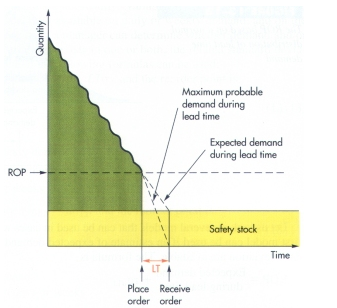 Quantity
Maximum probable
demand during
lead time
Expected demand
during lead time
ROP
Safety stock
Time
LT
Place
order
Receive
order